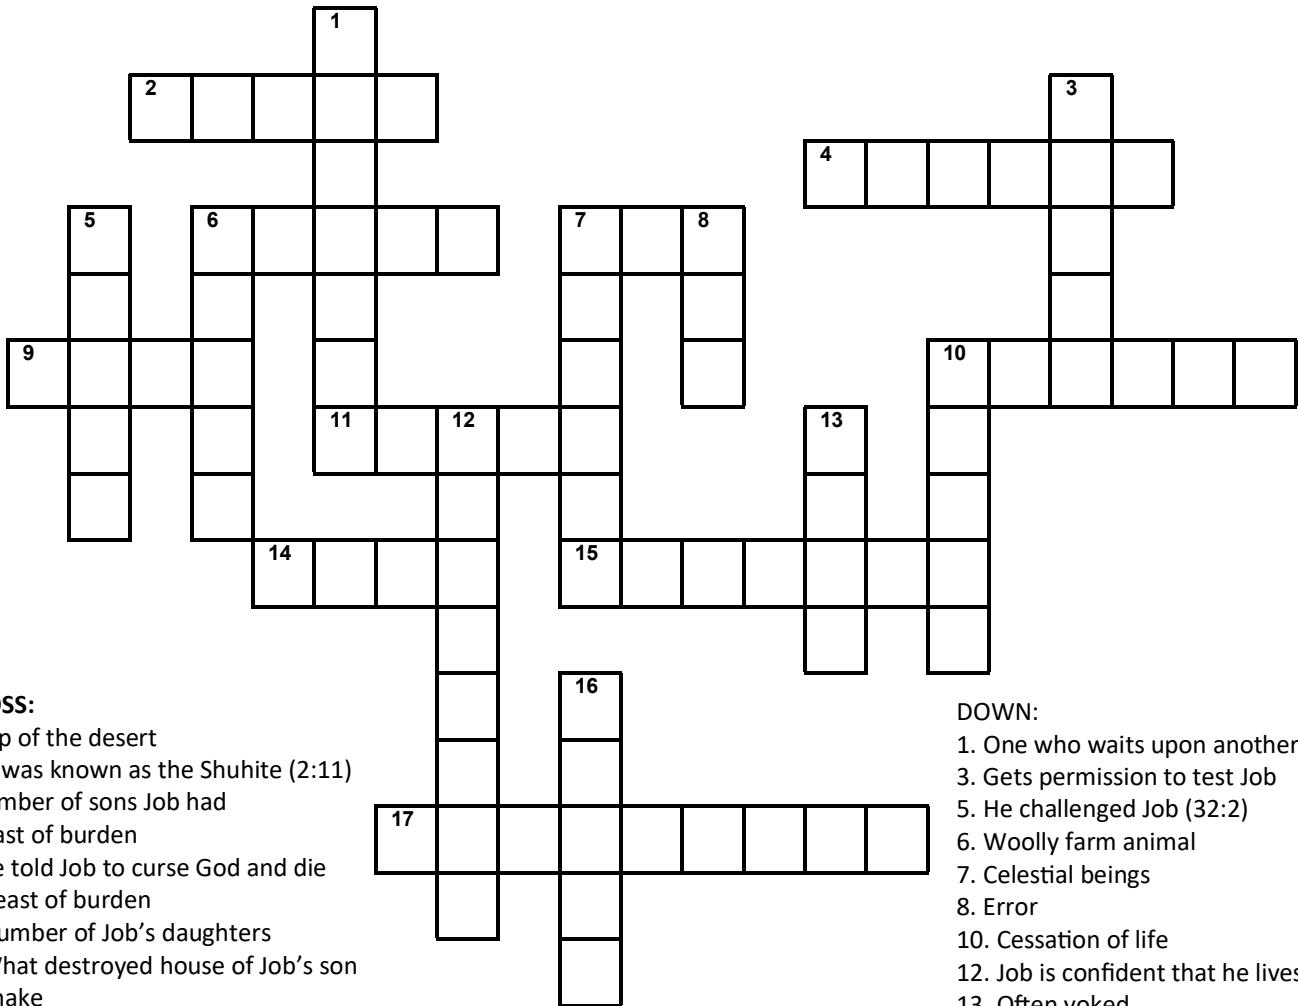 1
2 3
4
5 6 7 8
9 10
11 12 13
14 15
16
17
OSS:
p of the desert
was known as the Shuhite (2:11)
mber of sons Job had
ast of burden
e told Job to curse God and die
east of burden
umber of Job’s daughters
What destroyed house of Job’s son
nake
DOWN:
1. One who waits upon another
3. Gets permission to test Job
5. He challenged Job (32:2)
6. Woolly farm animal
7. Celestial beings
8. Error
10. Cessation of life
12. Job is confident that he lives
13. Often yoked